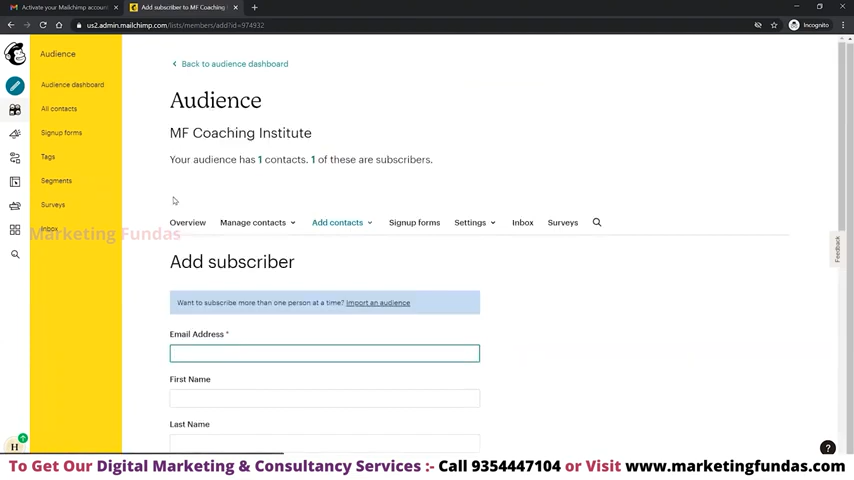 Activate your Mailchimp accoun
Add subscriber to MF Coaching I
us2.admin.mailchimp.com/lists/members/add?id=974932
Incognito
Audience
Audience dashboard
All contacts
Signup forms
Tags
Segments
Surveys
Inbox
Back to audience dashboard
Audience
MF Coaching Institute
Your audience has 1 contacts. 1 of these are subscribers.
Overview Manage contacts Add contacts Signup forms Settings Inbox Surveys
Marketing Fundas
Feedback
Add subscriber
Want to subscribe more than one person at a time? Import an audience
Email Address *
First Name
Last Name
H
?
To Get Our Digital Marketing & Consultancy Services :- Call 9354447104 or Visit www.marketingfundas.com